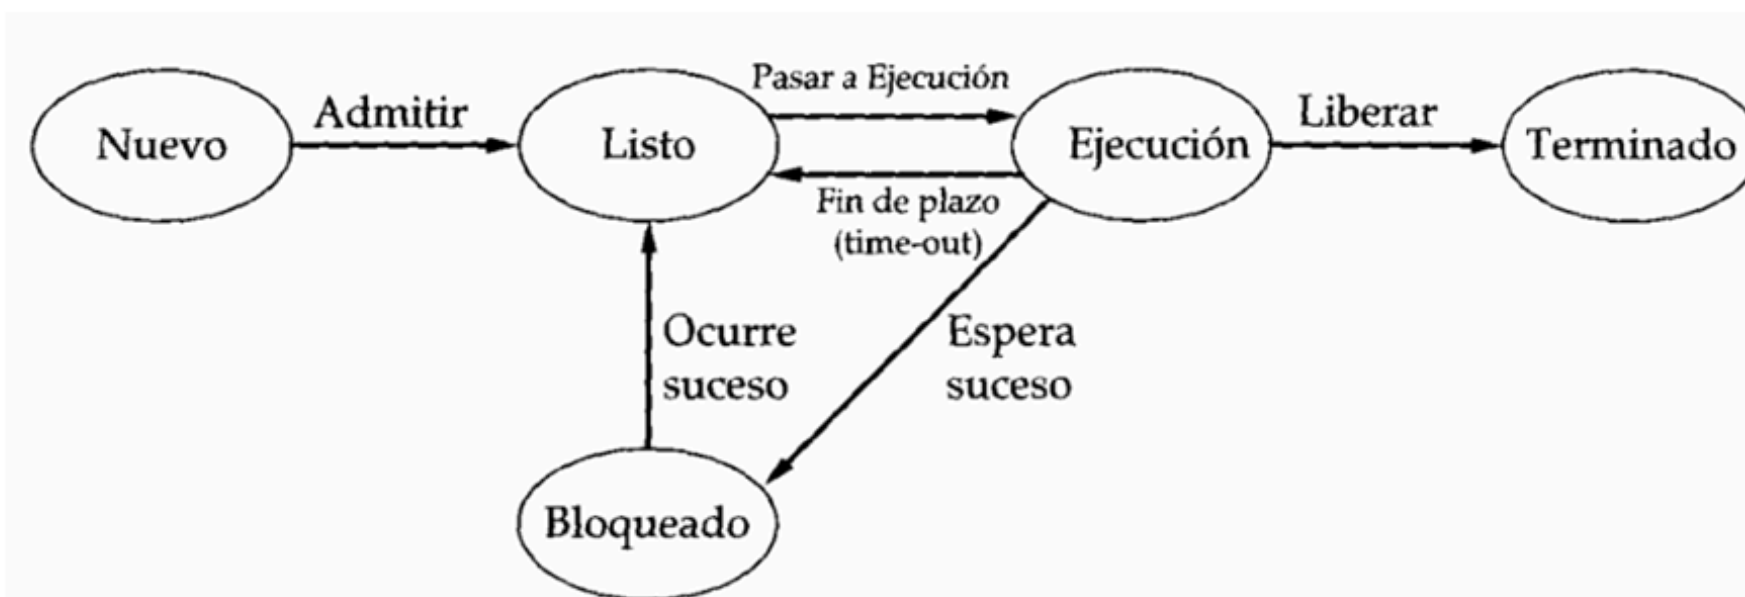 Nuevo
Admitir
Listo
Pasar a Ejecución
Fin de plazo
(time-out)
Ejecución
Liberar
Terminado
Ocurre
suceso
Espera
suceso
Bloqueado